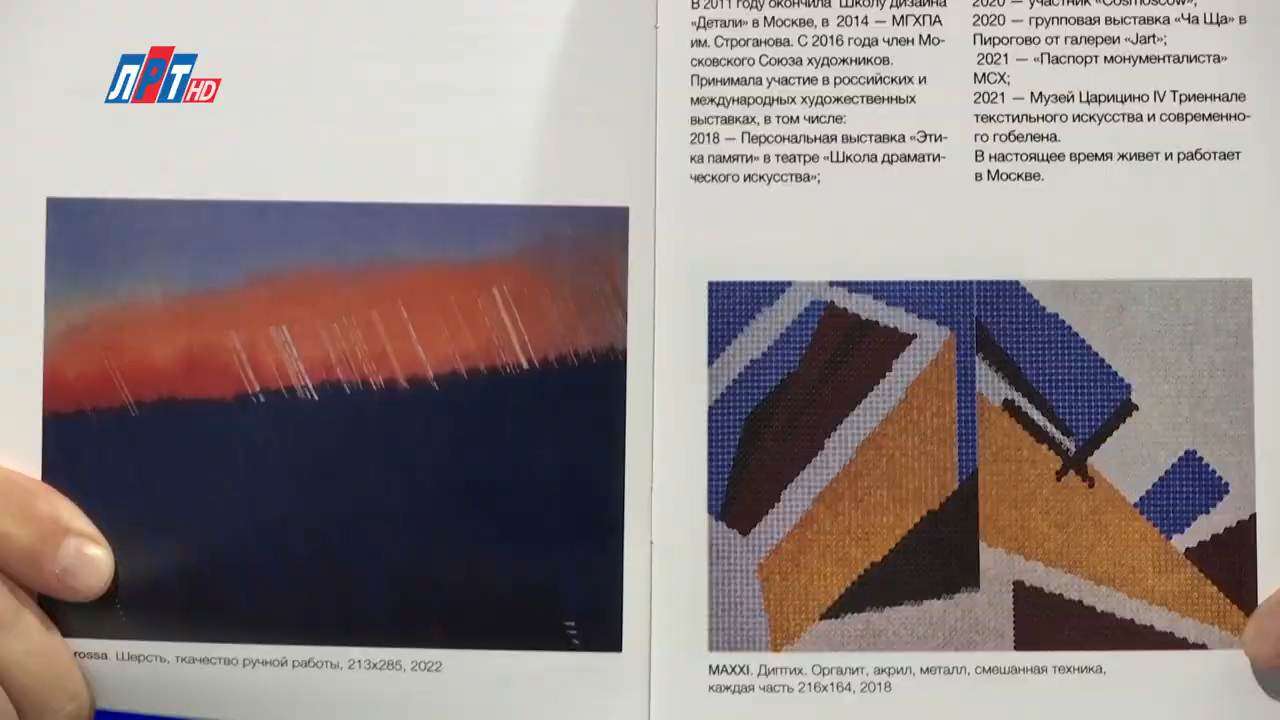 ЛРТ HD
В 2011 году окончила Школу дизайна
«Детали» в Москве, в 2014 — МГХПА
им. Строганова. С 2016 года член Мо-
сковского Союза художников.
Принимала участие в российских и
международных художественных
выставках, в том числе:
2018 — Персональная выставка «Эти-
ка памяти» в театре «Школа драмати-
ческого искусства»;
2020 — участник «Cosmoscow»;
2020 — групповая выставка «Ча Ща» в
Пирогово от галереи «Jart»;
2021 — «Паспорт монументалиста»
МСХ;
2021 — Музей Царицино IV Триеннале
текстильного искусства и современно-
го гобелена.
В настоящее время живет и работает
в Москве.
rossa. Шерсть, ткачество ручной работы, 213х285, 2022
MAXXI. Диптих. Оргалит, акрил, металл, смешанная техника,
каждая часть 216х164, 2018